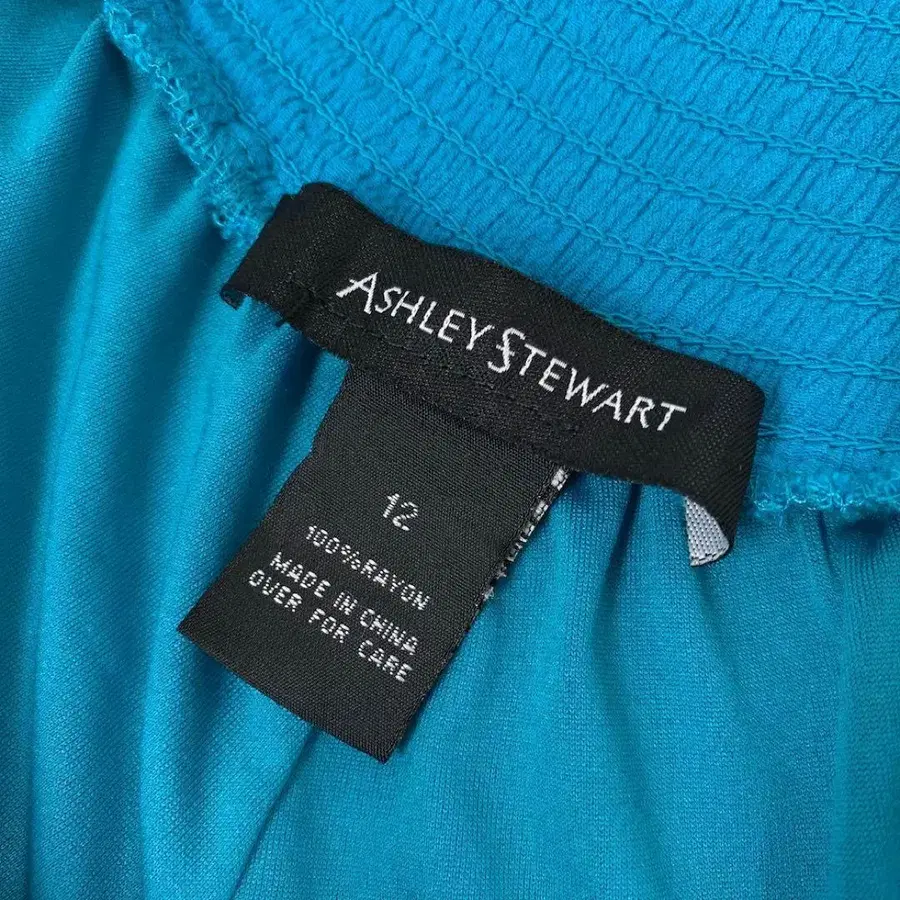 ASHLEY STEWART
12
100%RAYON
MADE IN CHINA
OVER FOR CARE